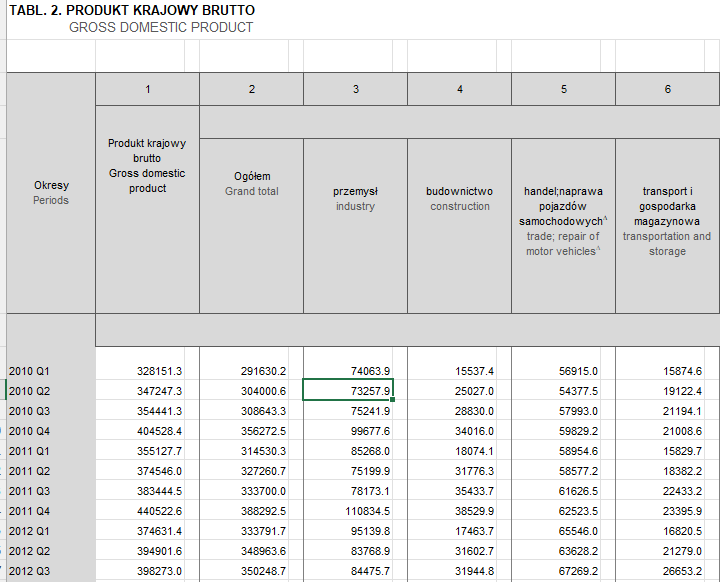 TABL. 2. PRODUKT KRAJOWY BRUTTO
GROSS DOMESTIC PRODUCT
1 2 3 4 5 6
Okresy
Periods
Produkt krajowy
brutto
Gross domestic
product
Ogółem
Grand total
przemysł
industry
budownictwo
construction
handel;naprawa
pojazdów
samochodowychᐞ
trade; repair of
motor vehiclesᐞ
transport i
gospodarka
magazynowa
transportation and
storage
2010 Q1 328151.3 291630.2 74063.9 15537.4 56915.0 15874.6
2010 Q2 347247.3 304000.6 73257.9 25027.0 54377.5 19122.4
2010 Q3 354441.3 308643.3 75241.9 28830.0 57993.0 21194.1
2010 Q4 404528.4 356272.5 99677.6 34016.0 59829.2 21008.6
2011 Q1 355127.7 314530.3 85268.0 18074.1 58954.6 15829.7
2011 Q2 374546.0 327260.7 75199.9 31776.3 58577.2 18382.2
2011 Q3 383444.5 333700.0 78173.1 35433.7 61626.5 22433.2
2011 Q4 440522.6 388292.5 110834.5 38529.9 62523.5 23395.9
2012 Q1 374631.4 333791.7 95139.8 17463.7 65546.0 16820.5
2012 Q2 394901.6 348963.6 83768.9 31602.7 63628.2 21279.0
2012 Q3 398273.0 350248.7 84475.7 31944.8 67269.2 26653.2